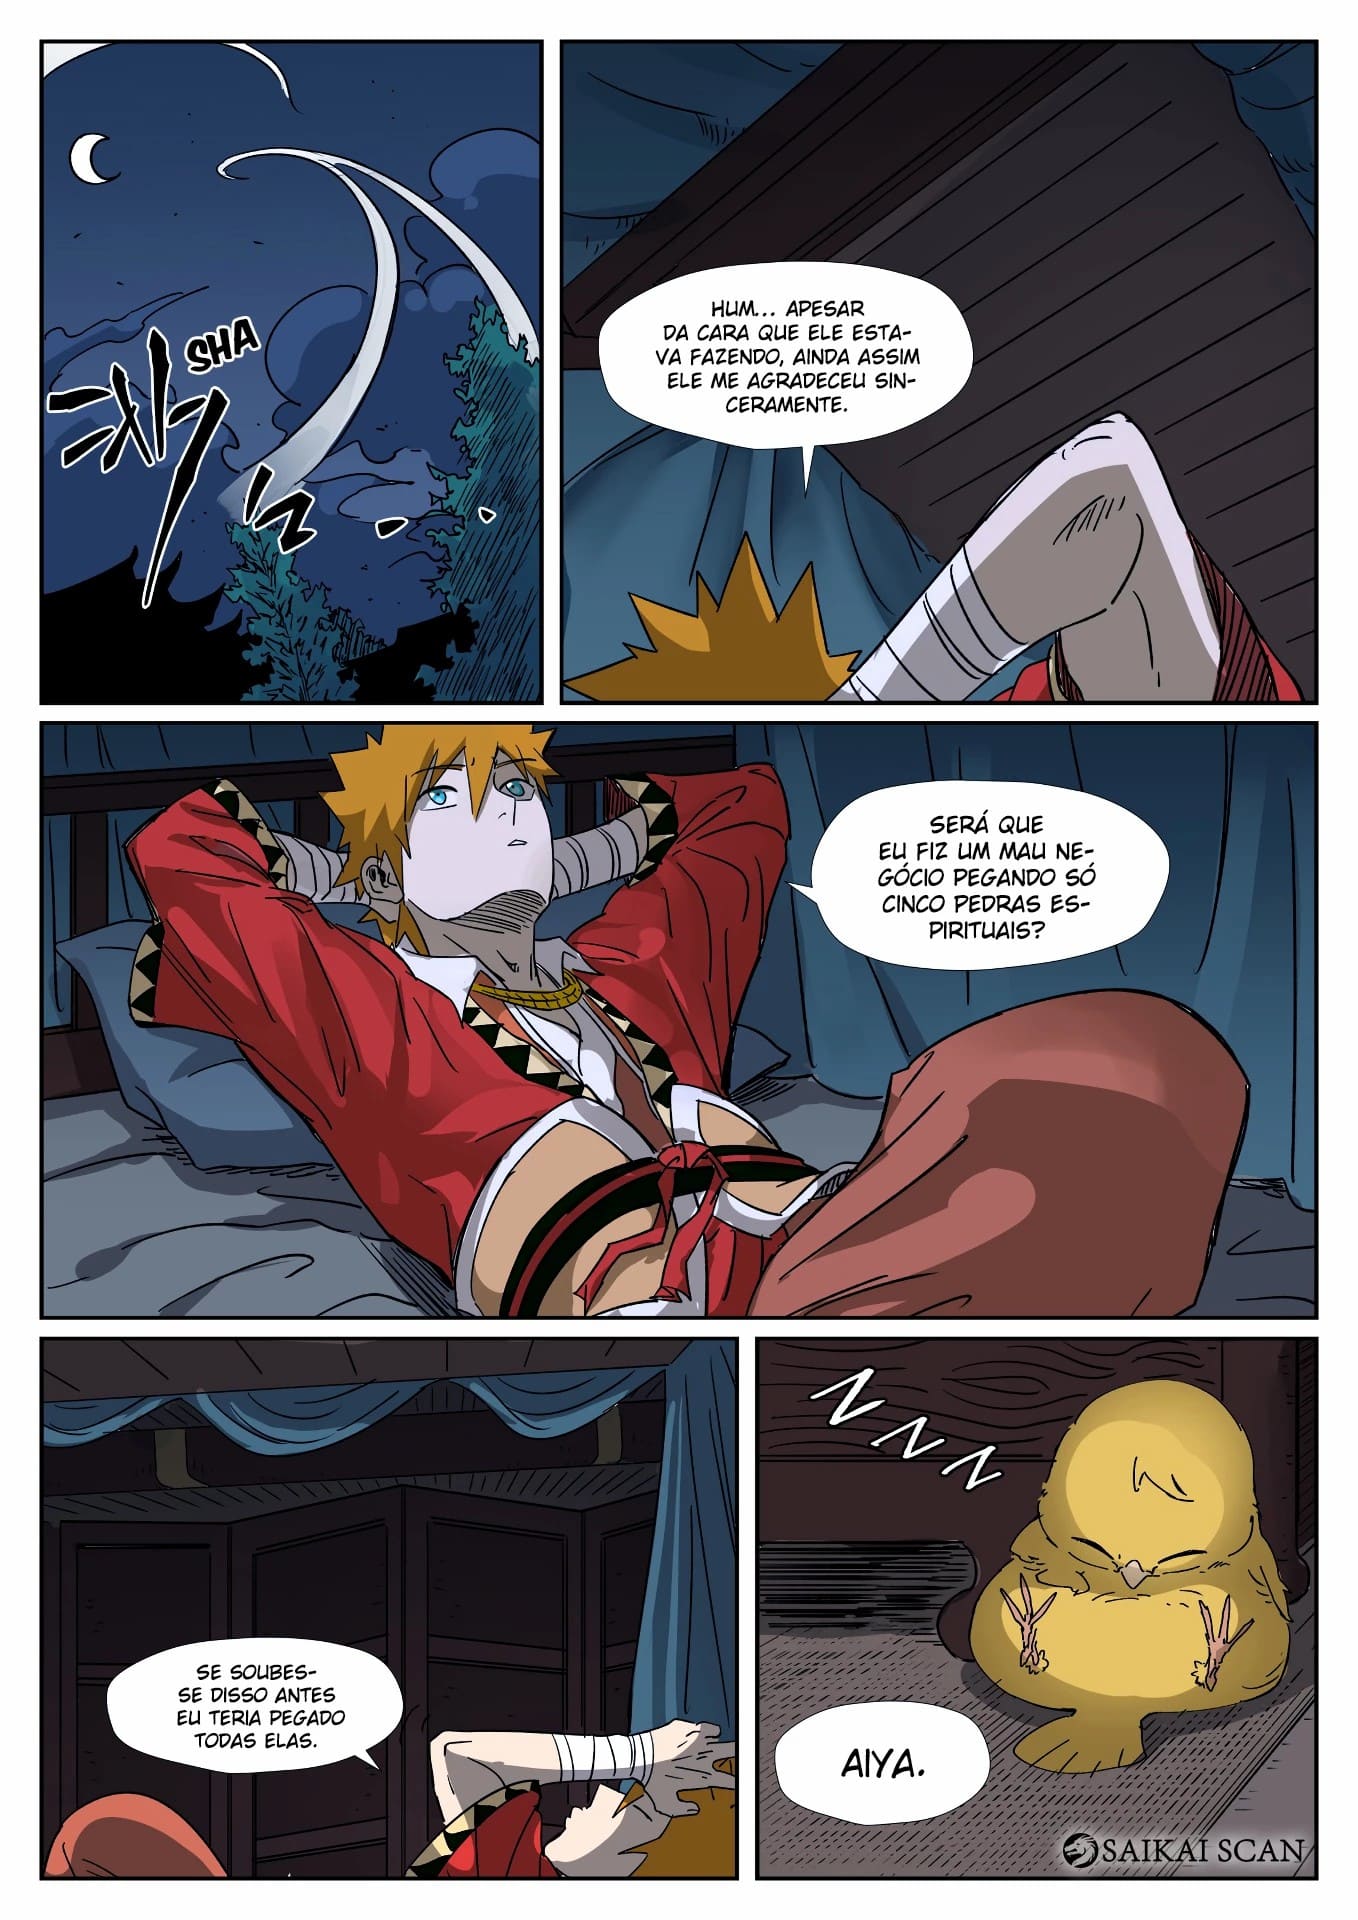 SHA
HUM... APESAR
DA CARA QUE ELE ESTA-
VA FAZENDO, AINDA ASSIM
ELE ME AGRADECEU SIN-
CERAMENTE.
SERÁ QUE
EU FIZ UM MAU NE-
GÓCIO PEGANDO SÓ
CINCO PEDRAS ES-
PIRITUAIS?
SE SOUBES-
SE DISSO ANTES
EU TERIA PEGADO
TODAS ELAS.
ZZZ
AIYA.
SAIKAI SCAN